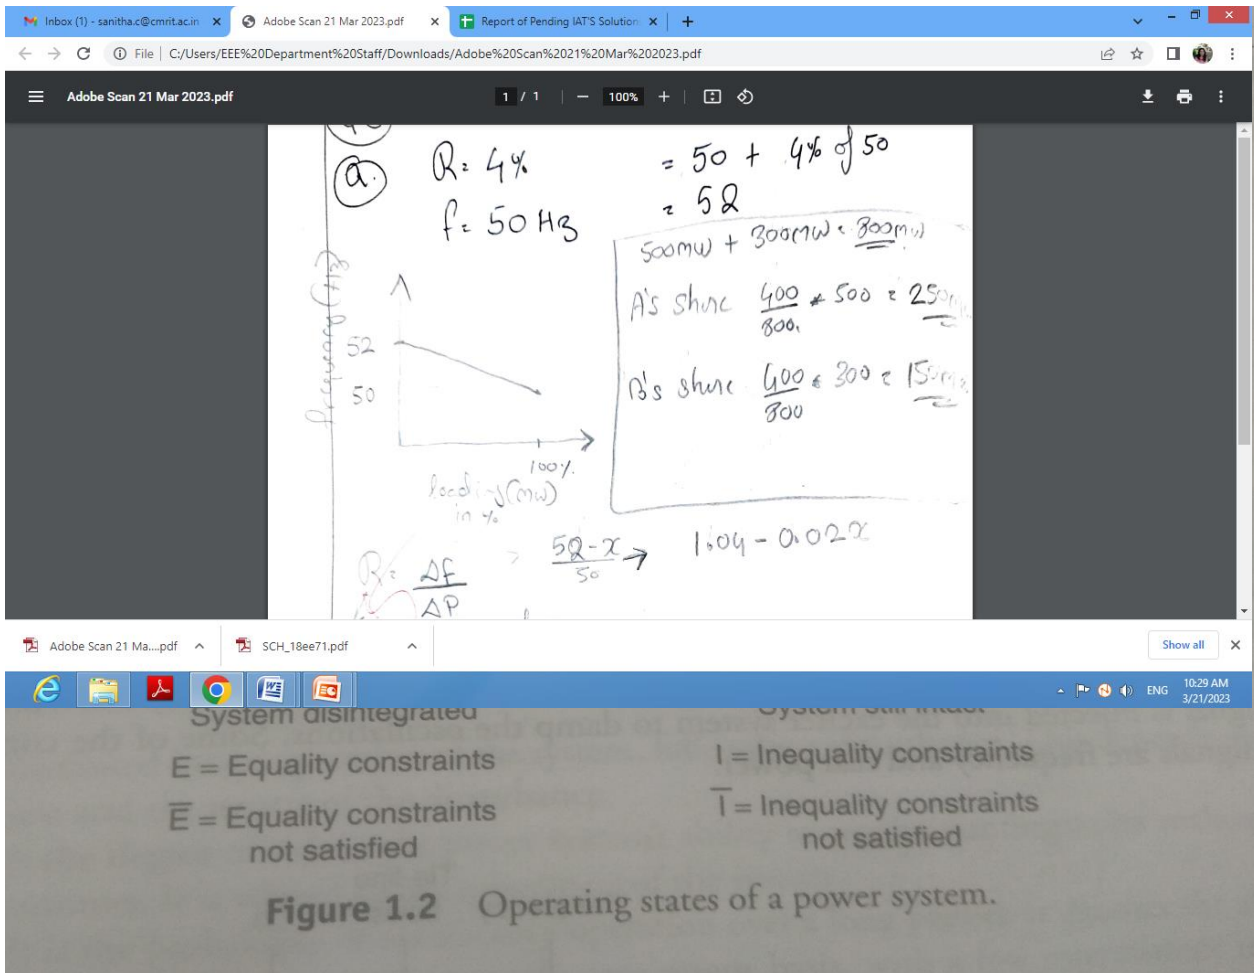 Inbox (1) - sanitha.c@cmrit.ac.in
Adobe Scan 21 Mar 2023.pdf
Report of Pending IAT'S Solution
File | C:/Users/EEE%20Department%20Staff/Downloads/Adobe%20Scan%2021%20Mar%202023.pdf
Adobe Scan 21 Mar 2023.pdf
1 / 1
100%
a. R = 4% = 50 + 4% of 50
f = 50 Hz = 52
500MW + 300MW = 800MW
A's share 400/800 * 500 = 250
B's share 400/800 * 300 = 150
frequency (Hz)
52
50
100%
loading (MW)
in %
R = Δf/ΔP
52-x/50 → 1.04 - 0.02x
Adobe Scan 21 Ma....pdf
SCH_18ee71.pdf
Show all
ENG
10:29 AM
3/21/2023
System disintegrated
System still intact
E = Equality constraints
I = Inequality constraints
E̅ = Equality constraints
not satisfied
I̅ = Inequality constraints
not satisfied
Figure 1.2 Operating states of a power system.